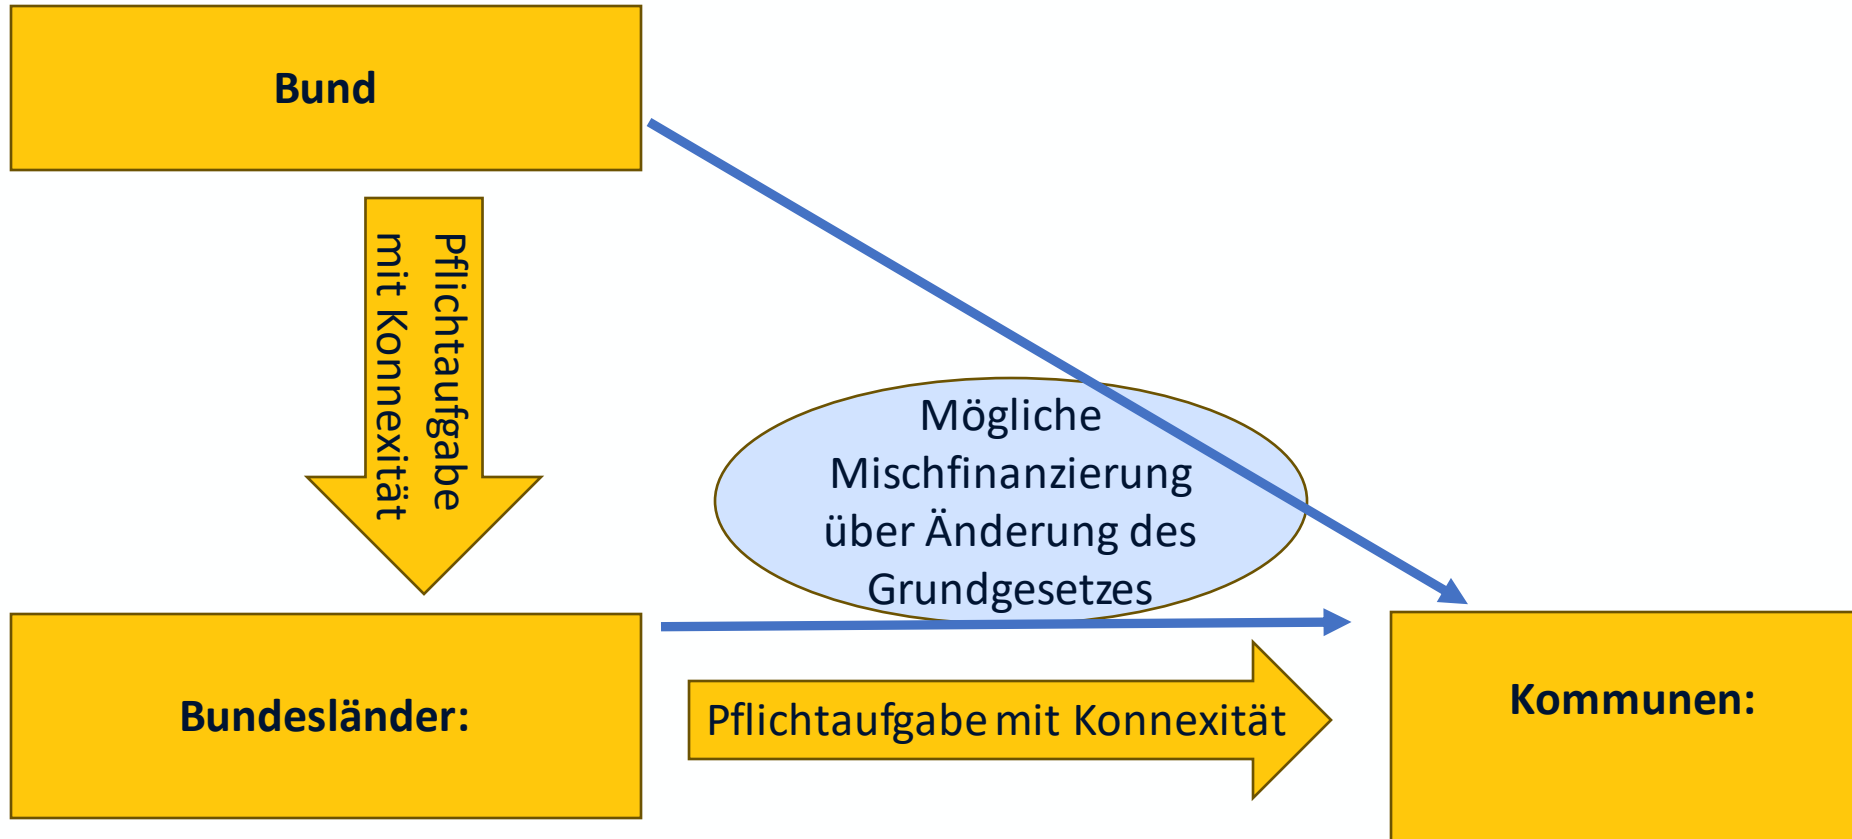 Bund
Pflichtaufgabe
mit Konnexität
Mögliche
Mischfinanzierung
über Änderung des
Grundgesetzes
Bundesländer:
Pflichtaufgabe mit Konnexität
Kommunen: